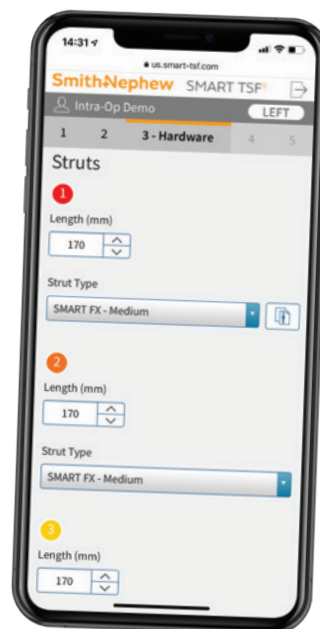 14:31
us.smart-tsf.com
Smith+Nephew SMART TSF◊
Intra-Op Demo LEFT
1 2 3 - Hardware 4 5
Struts
1
Length (mm)
170
Strut Type
SMART FX - Medium
2
Length (mm)
170
Strut Type
SMART FX - Medium
3
Length (mm)
170